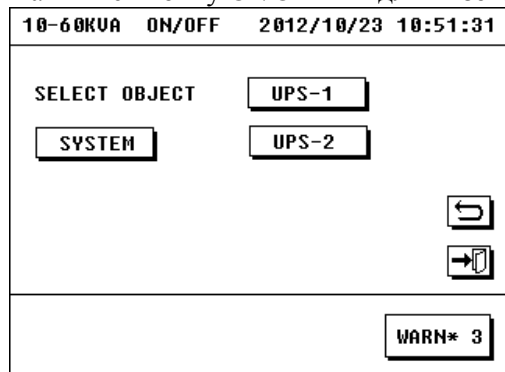 10-60KVA ON/OFF 2012/10/23 10:51:31
SELECT OBJECT UPS-1
SYSTEM UPS-2
WARN* 3